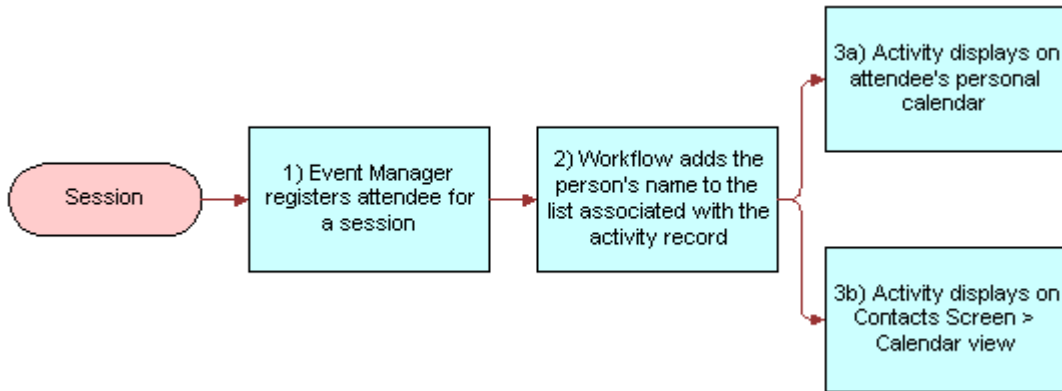 Session
1) Event Manager
registers attendee for
a session
2) Workflow adds the
person's name to the
list associated with the
activity record
3a) Activity displays on
attendee's personal
calendar
3b) Activity displays on
Contacts Screen >
Calendar view